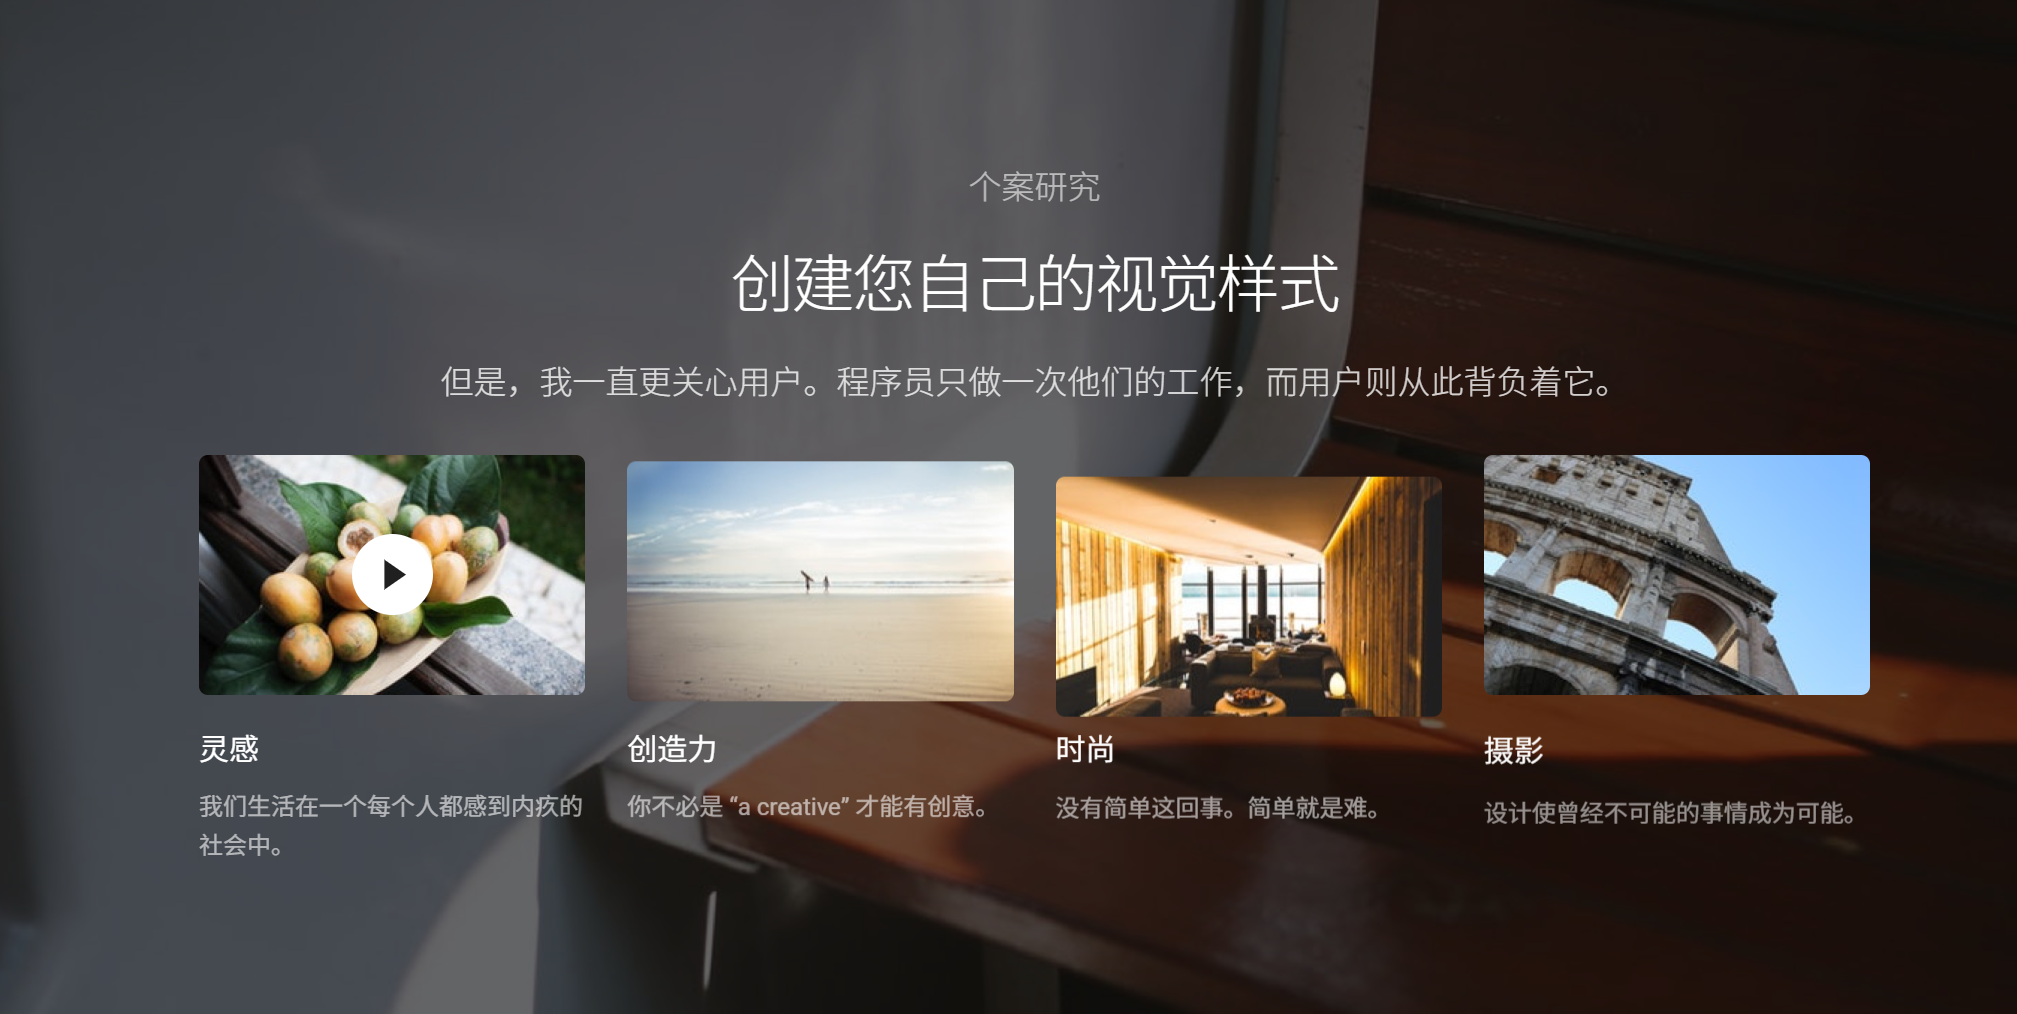 个案研究
创建您自己的视觉样式
但是，我一直更关心用户。程序员只做一次他们的工作，而用户则从此背负着它。
灵感
我们生活在一个每个人都感到内疚的
社会中。
创造力
你不必是 “a creative” 才能有创意。
时尚
没有简单这回事。简单就是难。
摄影
设计使曾经不可能的事情成为可能。